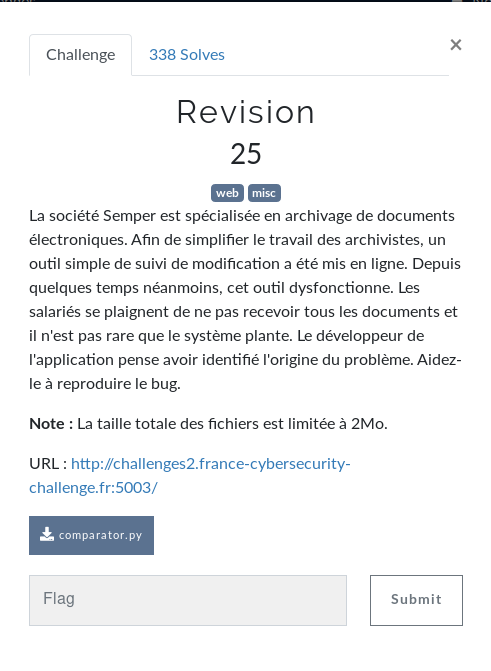 Challenge
338 Solves
×
Revision
25
web misc
La société Semper est spécialisée en archivage de documents
électroniques. Afin de simplifier le travail des archivistes, un
outil simple de suivi de modification a été mis en ligne. Depuis
quelques temps néanmoins, cet outil dysfonctionne. Les
salariés se plaignent de ne pas recevoir tous les documents et
il n'est pas rare que le système plante. Le développeur de
l'application pense avoir identifié l'origine du problème. Aidez-
le à reproduire le bug.
Note : La taille totale des fichiers est limitée à 2Mo.
URL : http://challenges2.france-cybersecurity-
challenge.fr:5003/
comparator.py
Flag
Submit